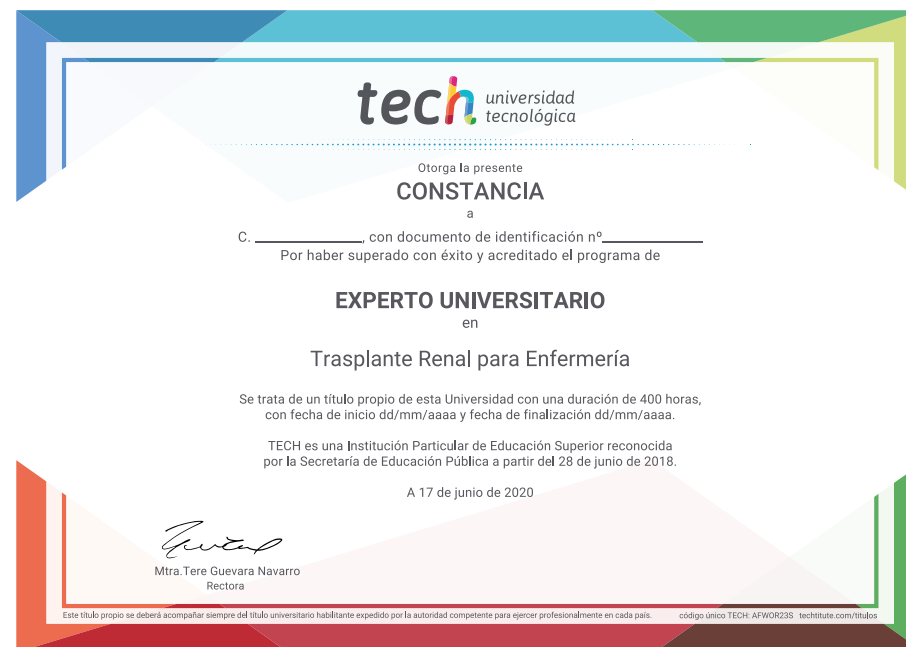 tech universidad
tecnológica
Otorga la presente
CONSTANCIA
a
C. ______________, con documento de identificación nº_____________
Por haber superado con éxito y acreditado el programa de
EXPERTO UNIVERSITARIO
en
Trasplante Renal para Enfermería
Se trata de un título propio de esta Universidad con una duración de 400 horas,
con fecha de inicio dd/mm/aaaa y fecha de finalización dd/mm/aaaa.
TECH es una Institución Particular de Educación Superior reconocida
por la Secretaría de Educación Pública a partir del 28 de junio de 2018.
A 17 de junio de 2020
Mtra.Tere Guevara Navarro
Rectora
Este título propio se deberá acompañar siempre del título universitario habilitante expedido por la autoridad competente para ejercer profesionalmente en cada país. código único TECH: AFWOR23S techtitute.com/titulos